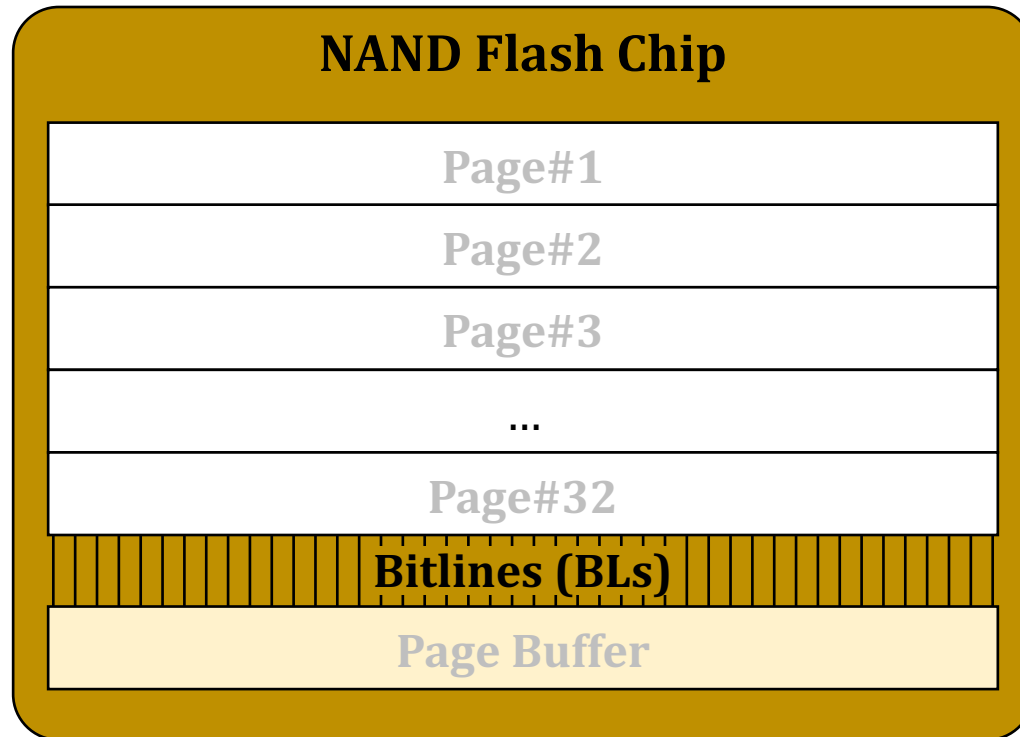 NAND Flash Chip
Page#1
Page#2
Page#3
...
Page#32
Bitlines (BLs)
Page Buffer